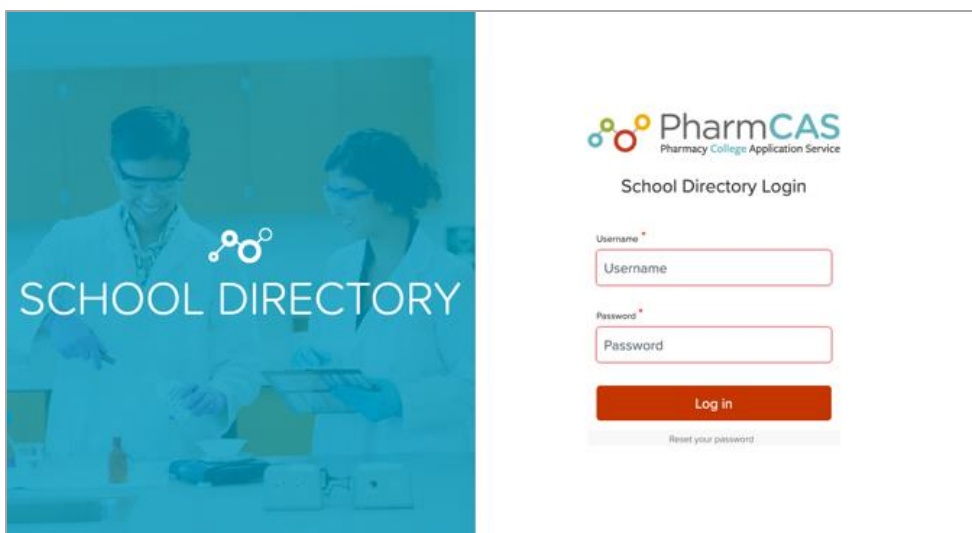 SCHOOL DIRECTORY
PharmCAS
Pharmacy College Application Service
School Directory Login
Username *
Username
Password *
Password
Log in
Reset your password